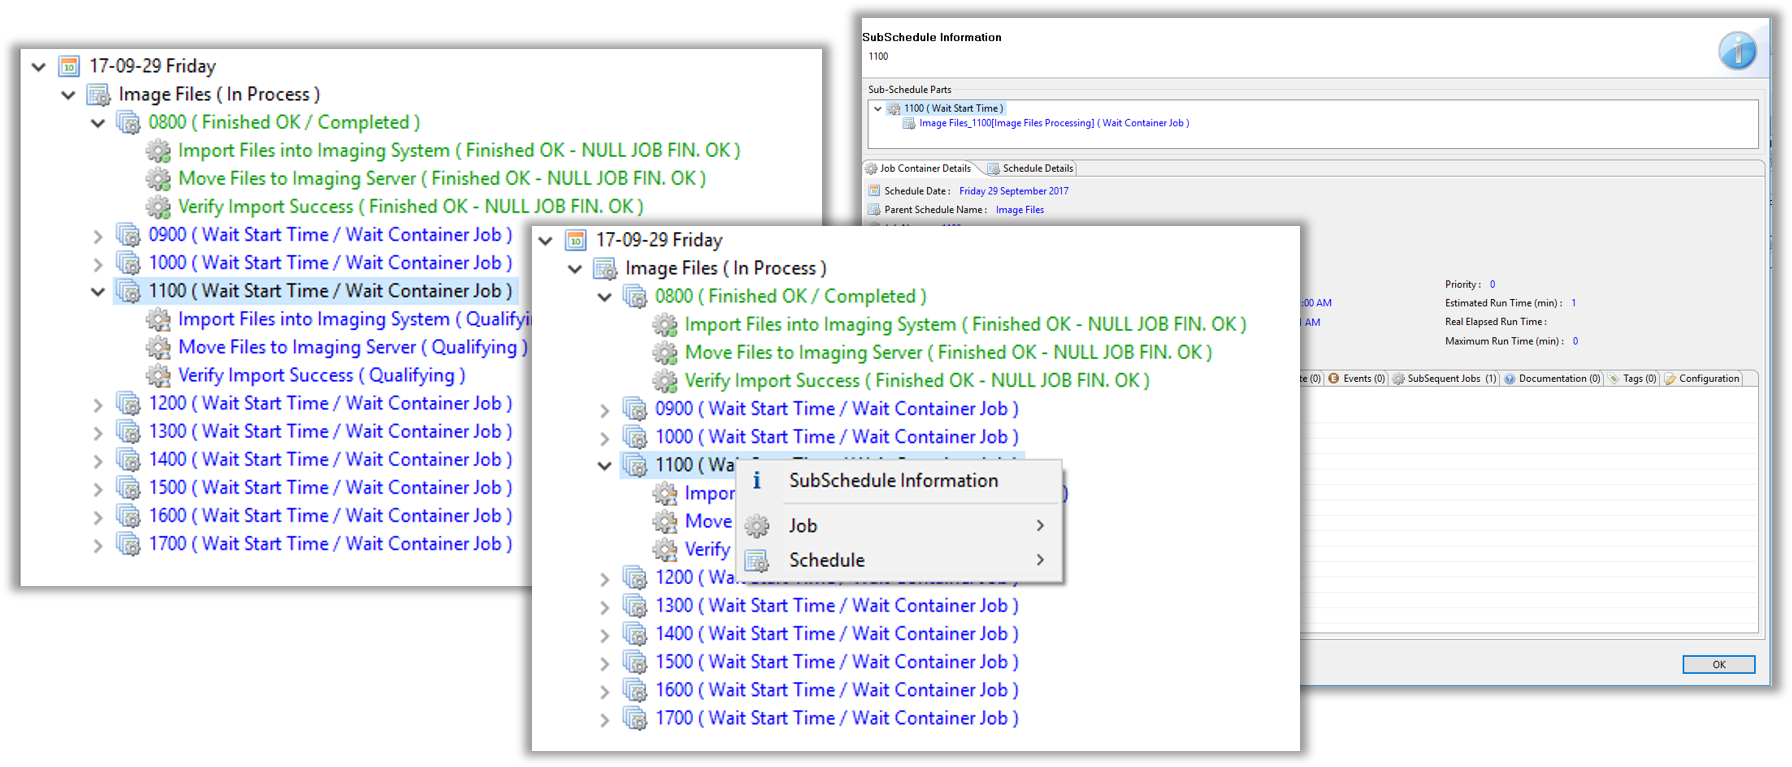 17-09-29 Friday
Image Files ( In Process )
0800 ( Finished OK / Completed )
Import Files into Imaging System ( Finished OK - NULL JOB FIN. OK )
Move Files to Imaging Server ( Finished OK - NULL JOB FIN. OK )
Verify Import Success ( Finished OK - NULL JOB FIN. OK )
0900 ( Wait Start Time / Wait Container Job )
1000 ( Wait Start Time / Wait Container Job )
1100 ( Wait Start Time / Wait Container Job )
Import Files into Imaging System ( Qualifyi
Move Files to Imaging Server ( Qualifying )
Verify Import Success ( Qualifying )
1200 ( Wait Start Time / Wait Container Job )
1300 ( Wait Start Time / Wait Container Job )
1400 ( Wait Start Time / Wait Container Job )
1500 ( Wait Start Time / Wait Container Job )
1600 ( Wait Start Time / Wait Container Job )
1700 ( Wait Start Time / Wait Container Job )
17-09-29 Friday
Image Files ( In Process )
0800 ( Finished OK / Completed )
Import Files into Imaging System ( Finished OK - NULL JOB FIN. OK )
Move Files to Imaging Server ( Finished OK - NULL JOB FIN. OK )
Verify Import Success ( Finished OK - NULL JOB FIN. OK )
0900 ( Wait Start Time / Wait Container Job )
1000 ( Wait Start Time / Wait Container Job )
1100 ( Wa
Impor
Move
Verify
SubSchedule Information
Job
Schedule
1200 ( Wa
1300 ( Wait Start Time / Wait Container Job )
1400 ( Wait Start Time / Wait Container Job )
1500 ( Wait Start Time / Wait Container Job )
1600 ( Wait Start Time / Wait Container Job )
1700 ( Wait Start Time / Wait Container Job )
SubSchedule Information
1100
Sub-Schedule Parts
1100 ( Wait Start Time )
Image Files_1100[Image Files Processing] ( Wait Container Job )
Job Container Details
Schedule Details
Schedule Date : Friday 29 September 2017
Parent Schedule Name : Image Files
Priority : 0
:00 AM Estimated Run Time (min) : 1
AM Real Elapsed Run Time :
Maximum Run Time (min) : 0
te (0) Events (0) SubSequent Jobs (1) Documentation (0) Tags (0) Configuration
OK